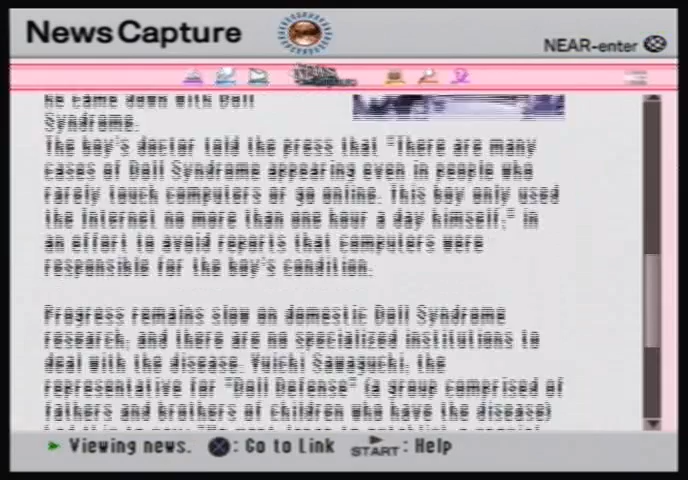 News Capture
NEAR-enter
he came down with Doll
Syndrome.
The boy's doctor told the press that "There are many
cases of Doll Syndrome appearing even in people who
rarely touch computers or go online. This boy only used
the Internet no more than one hour a day himself," in
an effort to avoid reports that computers were
responsible for the boy's condition.
Progress remains slow on domestic Doll Syndrome
research, and there are no specialized institutions to
deal with the disease. Yuichi Sawaguchi, the
representative for "Doll Defense" (a group comprised of
fathers and brothers of children who have the disease)
Viewing news. : Go to Link START : Help